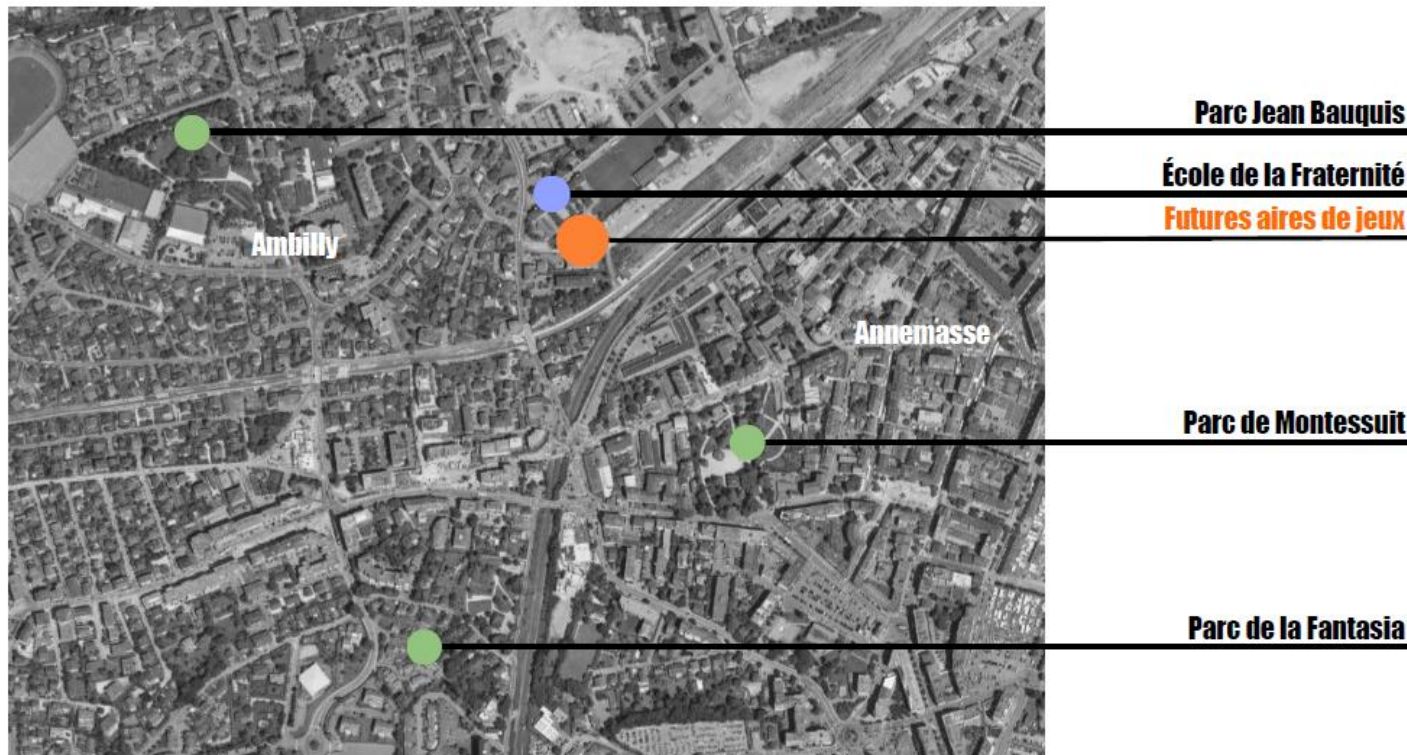 Parc Jean Bauquis
École de la Fraternité
Futures aires de jeux
Ambilly
Annemasse
Parc de Montessuit
Parc de la Fantasia